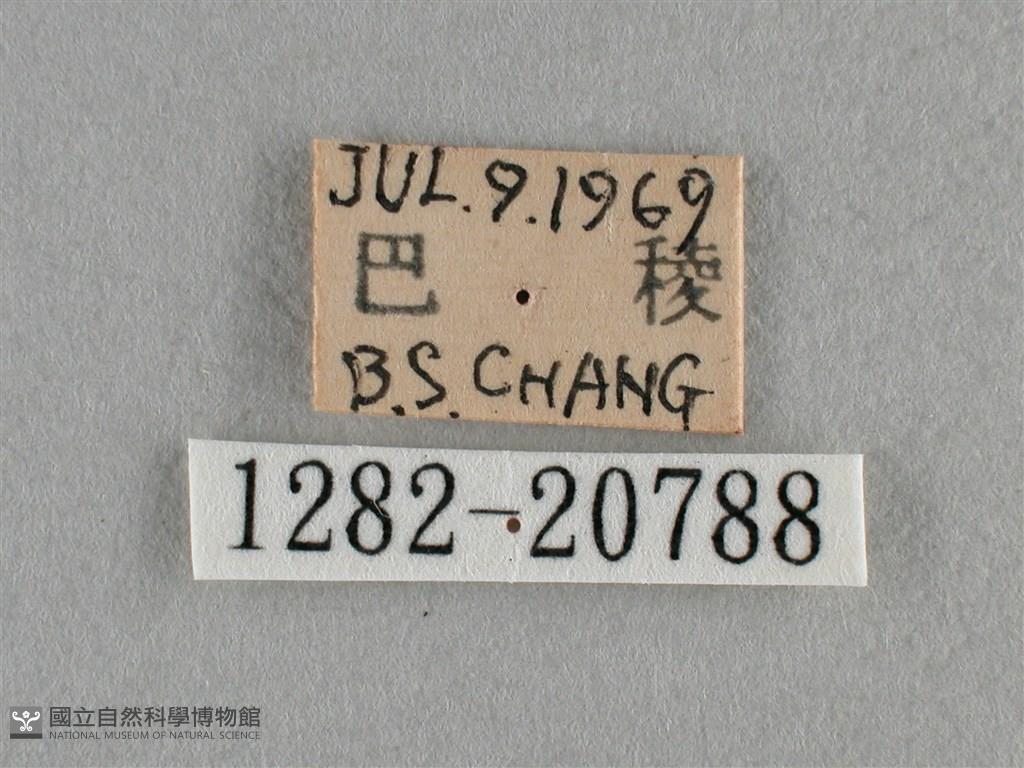 JUL.9.1969
巴 稜
B.S.CHANG
1282-20788
國立自然科學博物館
NATIONAL MUSEUM OF NATURAL SCIENCE